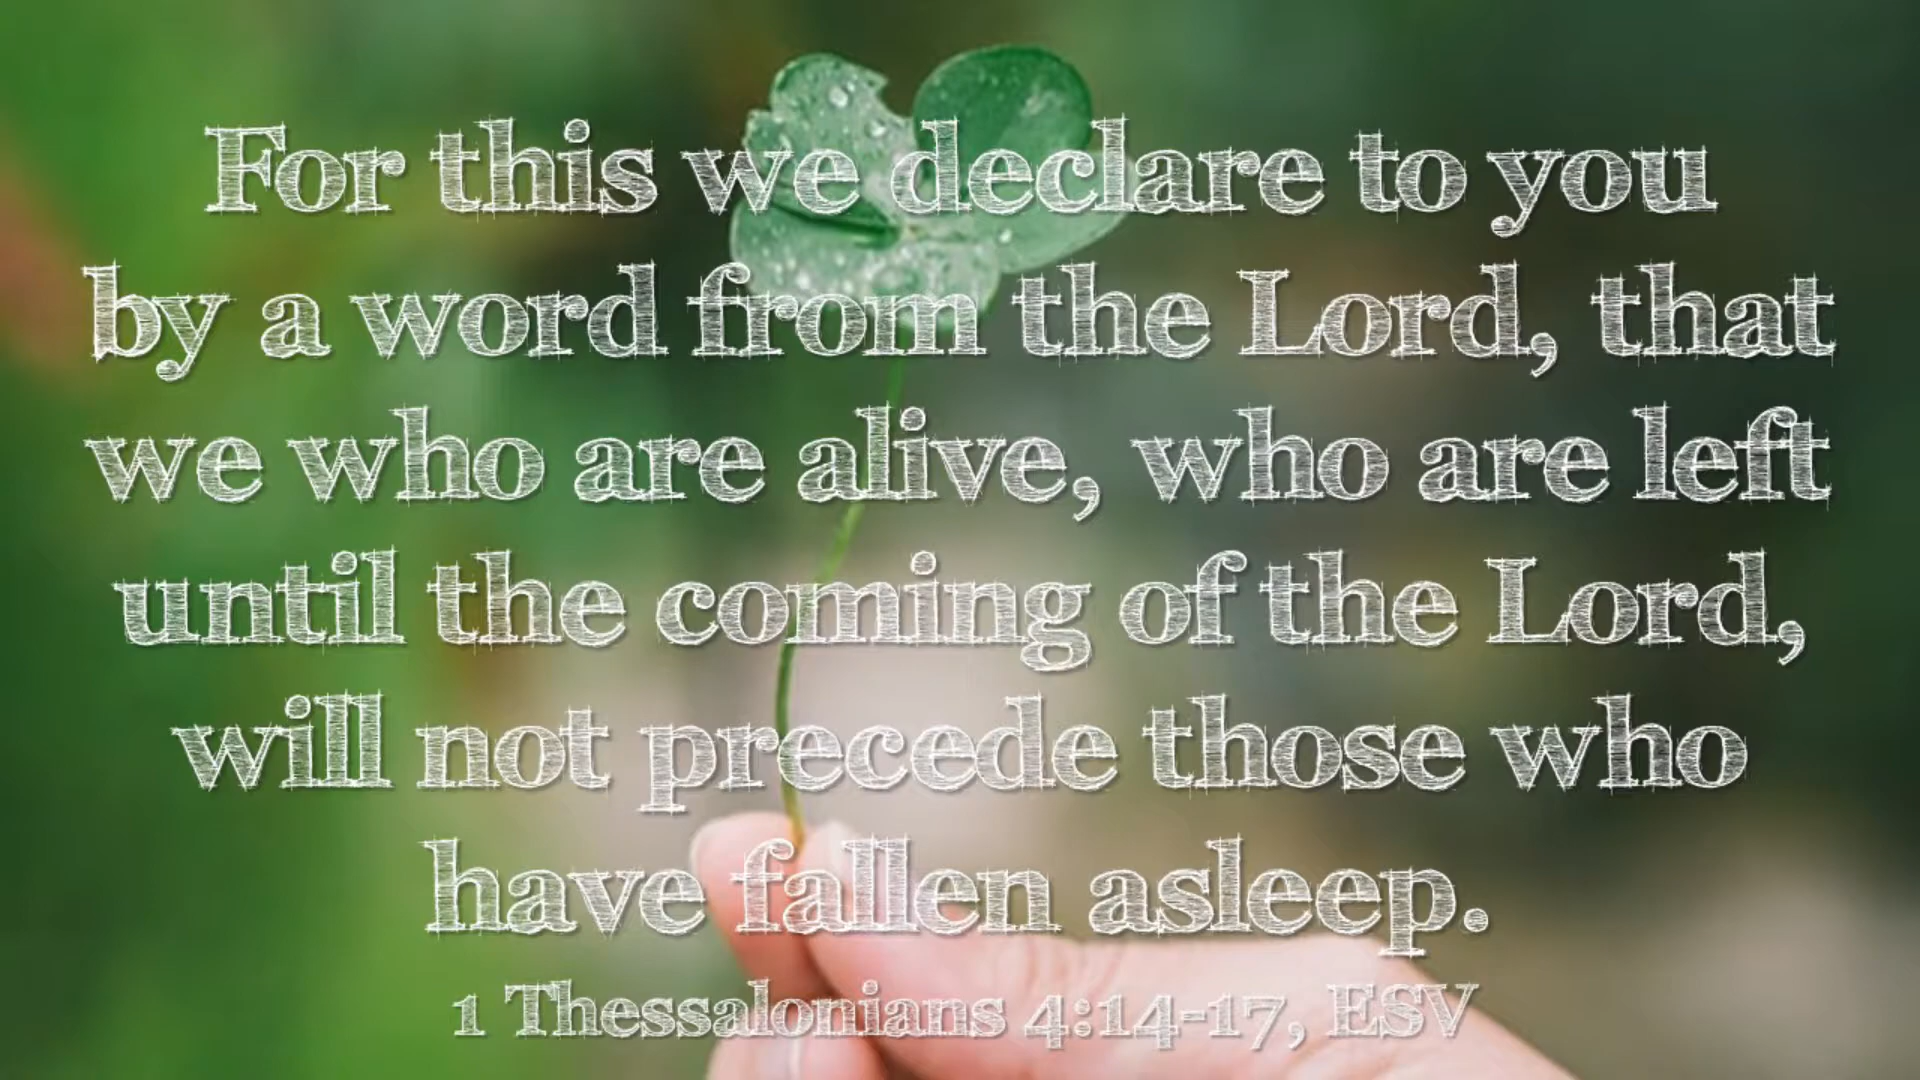 For this we declare to you
by a word from the Lord, that
we who are alive, who are left
until the coming of the Lord,
will not precede those who
have fallen asleep.
1 Thessalonians 4:14-17, ESV